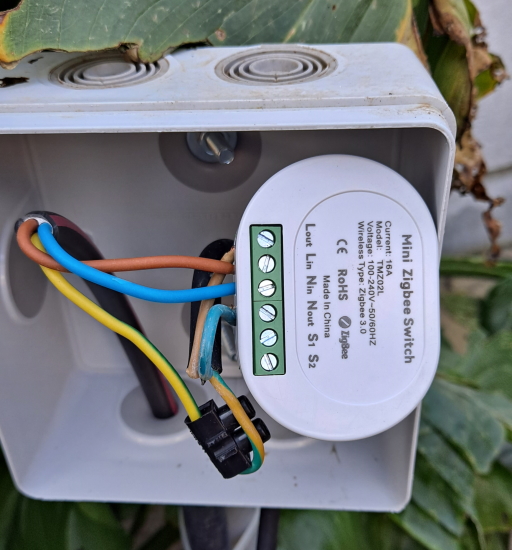 Mini Zigbee Switch
Current: 16A
Model: TMZ02L
Voltage: 100-240V~50/60HZ
Wireless Type: Zigbee 3.0
CE RoHS ZigBee
Made In China
Lout Lin Nin Nout S1 S2